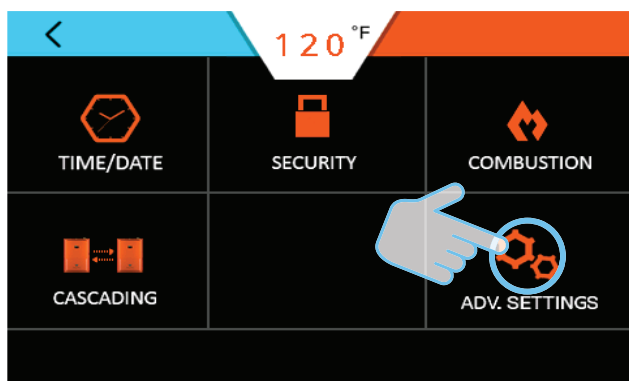 120 °F
TIME/DATE
SECURITY
COMBUSTION
CASCADING
ADV. SETTINGS